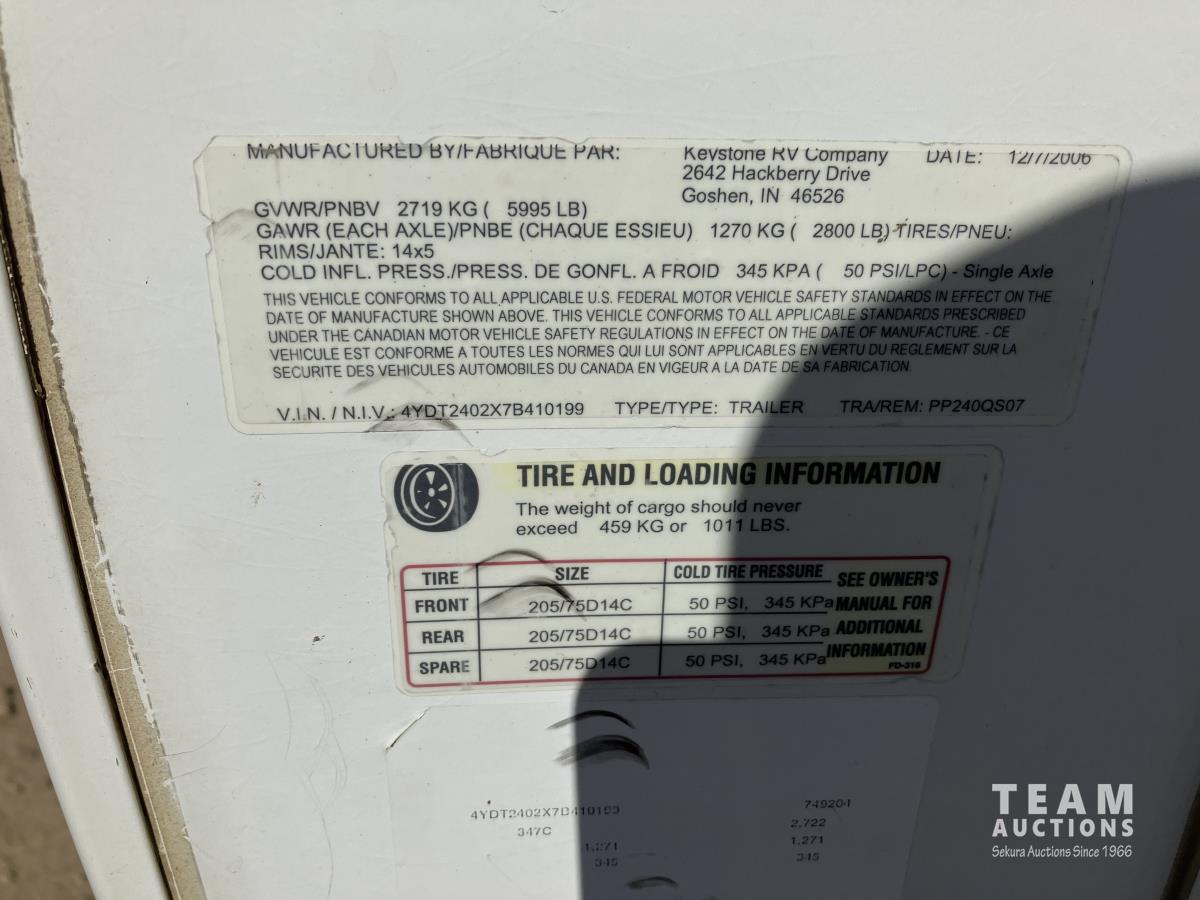 MANUFACTURED BY/FABRIQUE PAR: Keystone RV Company DATE: 12/7/2006
2642 Hackberry Drive
Goshen, IN 46526
GVWR/PNBV 2719 KG ( 5995 LB)
GAWR (EACH AXLE)/PNBE (CHAQUE ESSIEU) 1270 KG ( 2800 LB) TIRES/PNEU:
RIMS/JANTE: 14x5
COLD INFL. PRESS./PRESS. DE GONFL. A FROID 345 KPA ( 50 PSI/LPC) - Single Axle
THIS VEHICLE CONFORMS TO ALL APPLICABLE U.S. FEDERAL MOTOR VEHICLE SAFETY STANDARDS IN EFFECT ON THE
DATE OF MANUFACTURE SHOWN ABOVE. THIS VEHICLE CONFORMS TO ALL APPLICABLE STANDARDS PRESCRIBED
UNDER THE CANADIAN MOTOR VEHICLE SAFETY REGULATIONS IN EFFECT ON THE DATE OF MANUFACTURE. - CE
VEHICULE EST CONFORME A TOUTES LES NORMES QUI LUI SONT APPLICABLES EN VERTU DU REGLEMENT SUR LA
SECURITE DES VEHICULES AUTOMOBILES DU CANADA EN VIGEUR A LA DATE DE SA FABRICATION.
V.I.N. / N.I.V.: 4YDT2402X7B410199 TYPE/TYPE: TRAILER TRA/REM: PP240QS07
TIRE AND LOADING INFORMATION
The weight of cargo should never
exceed 459 KG or 1011 LBS.
TIRE SIZE COLD TIRE PRESSURE SEE OWNER'S
FRONT 205/75D14C 50 PSI, 345 KPa MANUAL FOR
REAR 205/75D14C 50 PSI, 345 KPa ADDITIONAL
SPARE 205/75D14C 50 PSI, 345 KPa INFORMATION
FD-316
4YDT2402X7B410199 749204
347C 2,722
1,271 1,271
345 345
TEAM
AUCTIONS
Sekura Auctions Since 1966